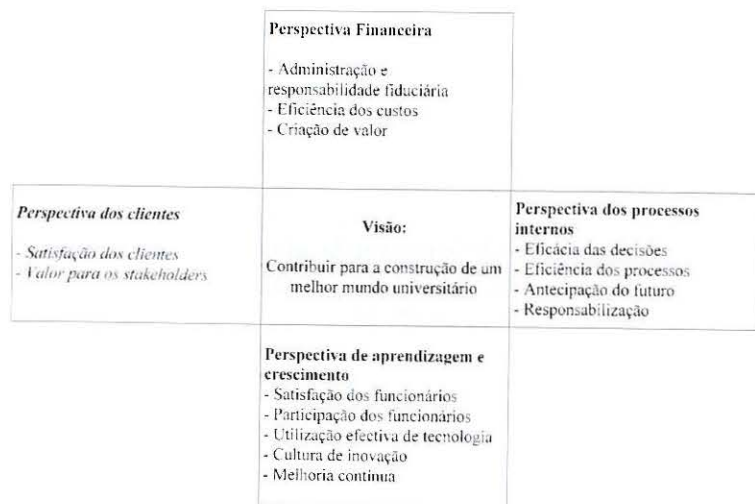 Perspectiva Financeira
- Administração e
responsabilidade fiduciária
- Eficiência dos custos
- Criação de valor
Perspectiva dos clientes
- Satisfação dos clientes
- Valor para os stakeholders
Visão:
Contribuir para a construção de um
melhor mundo universitário
Perspectiva dos processos
internos
- Eficácia das decisões
- Eficiência dos processos
- Antecipação do futuro
- Responsabilização
Perspectiva de aprendizagem e
crescimento
- Satisfação dos funcionários
- Participação dos funcionários
- Utilização efectiva de tecnologia
- Cultura de inovação
- Melhoria continua